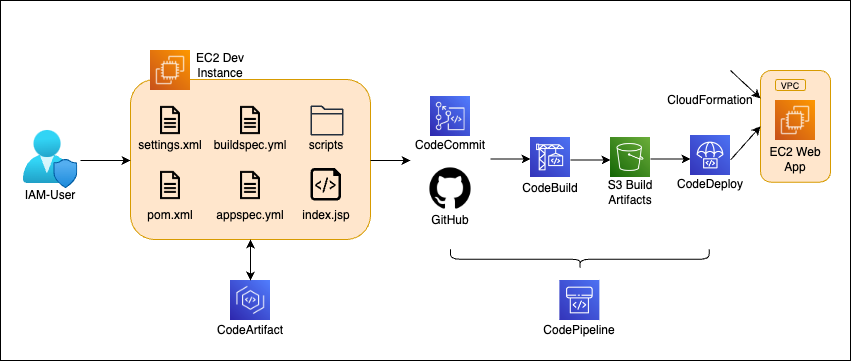 IAM-User
EC2 Dev
Instance
settings.xml
buildspec.yml
scripts
pom.xml
appspec.yml
index.jsp
CodeArtifact
CodeCommit
GitHub
CodeBuild
S3 Build
Artifacts
CodeDeploy
CodePipeline
CloudFormation
VPC
EC2 Web
App